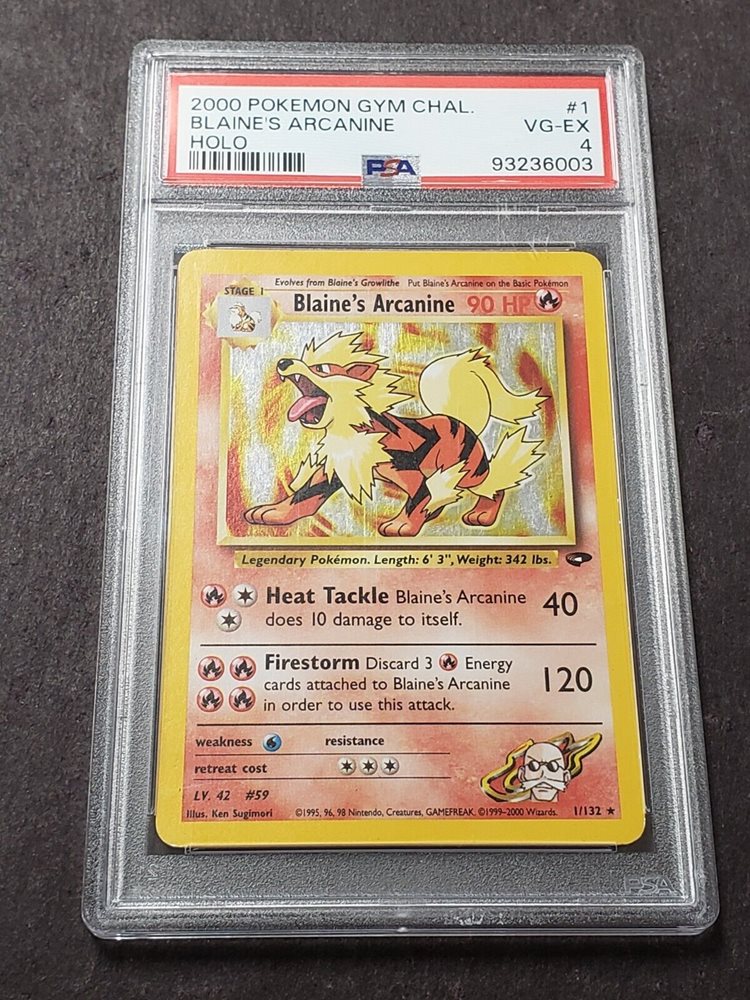 2000 POKEMON GYM CHAL. #1
BLAINE'S ARCANINE VG-EX
HOLO 4
PSA 93236003
Evolves from Blaine's Growlithe Put Blaine's Arcanine on the Basic Pokémon
STAGE 1
Blaine's Arcanine 90 HP
Legendary Pokémon. Length: 6' 3", Weight: 342 lbs.
Heat Tackle Blaine's Arcanine 40
does 10 damage to itself.
Firestorm Discard 3 Energy
cards attached to Blaine's Arcanine 120
in order to use this attack.
weakness resistance
retreat cost
LV. 42 #59
Illus. Ken Sugimori ©1995, 96, 98 Nintendo, Creatures, GAMEFREAK. ©1999-2000 Wizards. 1/132 ★
PSA